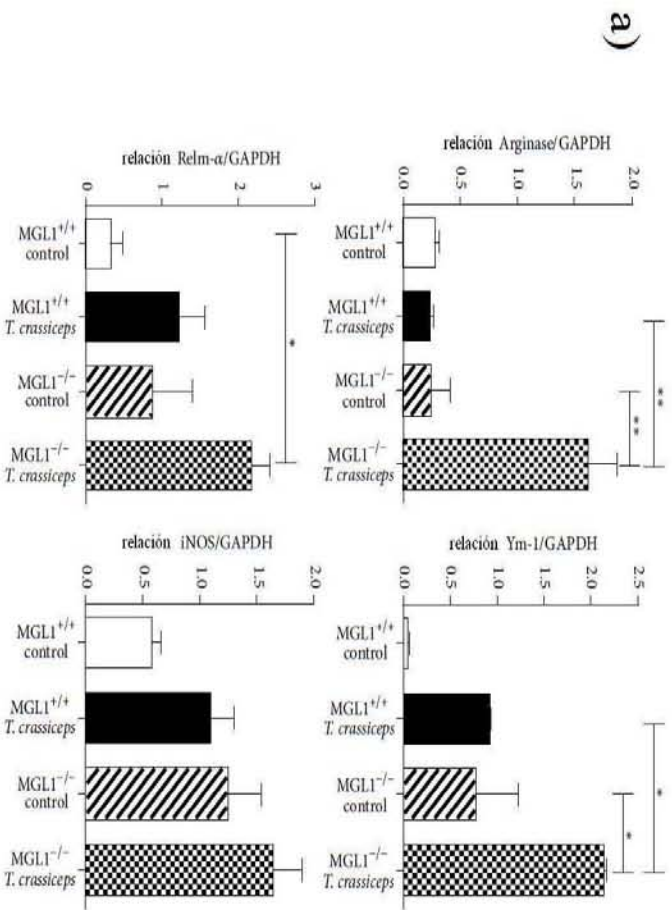 a)
relación Arginase/GAPDH
2.0
1.5
1.0
0.5
0.0
**
**
MGL1+/+
control
MGL1+/+
T. crassiceps
MGL1−/−
control
MGL1−/−
T. crassiceps
relación Ym-1/GAPDH
2.5
2.0
1.5
1.0
0.5
0.0
*
*
MGL1+/+
control
MGL1+/+
T. crassiceps
MGL1−/−
control
MGL1−/−
T. crassiceps
relación Relm-α/GAPDH
3
2
1
0
*
MGL1+/+
control
MGL1+/+
T. crassiceps
MGL1−/−
control
MGL1−/−
T. crassiceps
relación iNOS/GAPDH
2.0
1.5
1.0
0.5
0.0
MGL1+/+
control
MGL1+/+
T. crassiceps
MGL1−/−
control
MGL1−/−
T. crassiceps